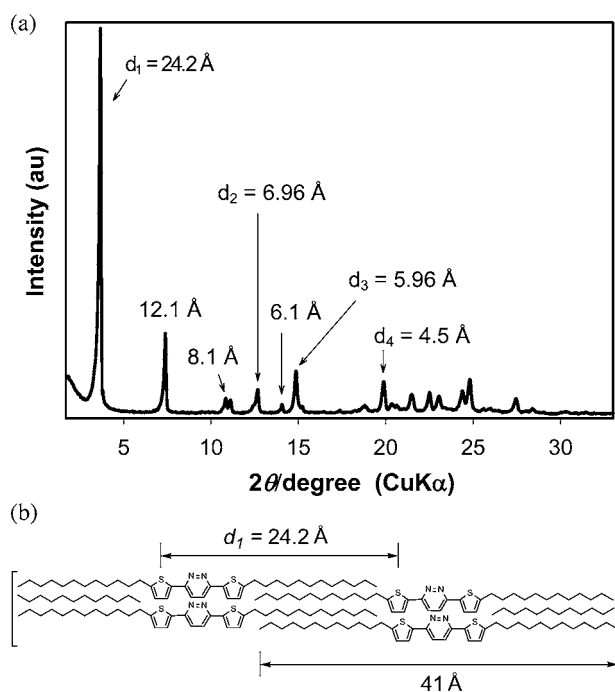 (a)
d₁ = 24.2 Å
d₂ = 6.96 Å
12.1 Å
6.1 Å
d₃ = 5.96 Å
8.1 Å
d₄ = 4.5 Å
Intensity (au)
5 10 15 20 25 30
2θ/degree (CuKα)
(b)
d₁ = 24.2 Å
N=N N=N
S S S S
N=N N=N
S S S S
41 Å